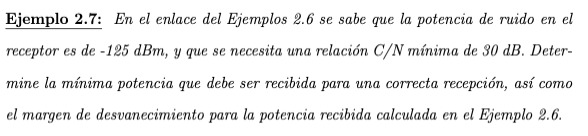 Ejemplo 2.7: En el enlace del Ejemplos 2.6 se sabe que la potencia de ruido en el
receptor es de -125 dBm, y que se necesita una relación C/N mínima de 30 dB. Deter-
mine la mínima potencia que debe ser recibida para una correcta recepción, así como
el margen de desvanecimiento para la potencia recibida calculada en el Ejemplo 2.6.